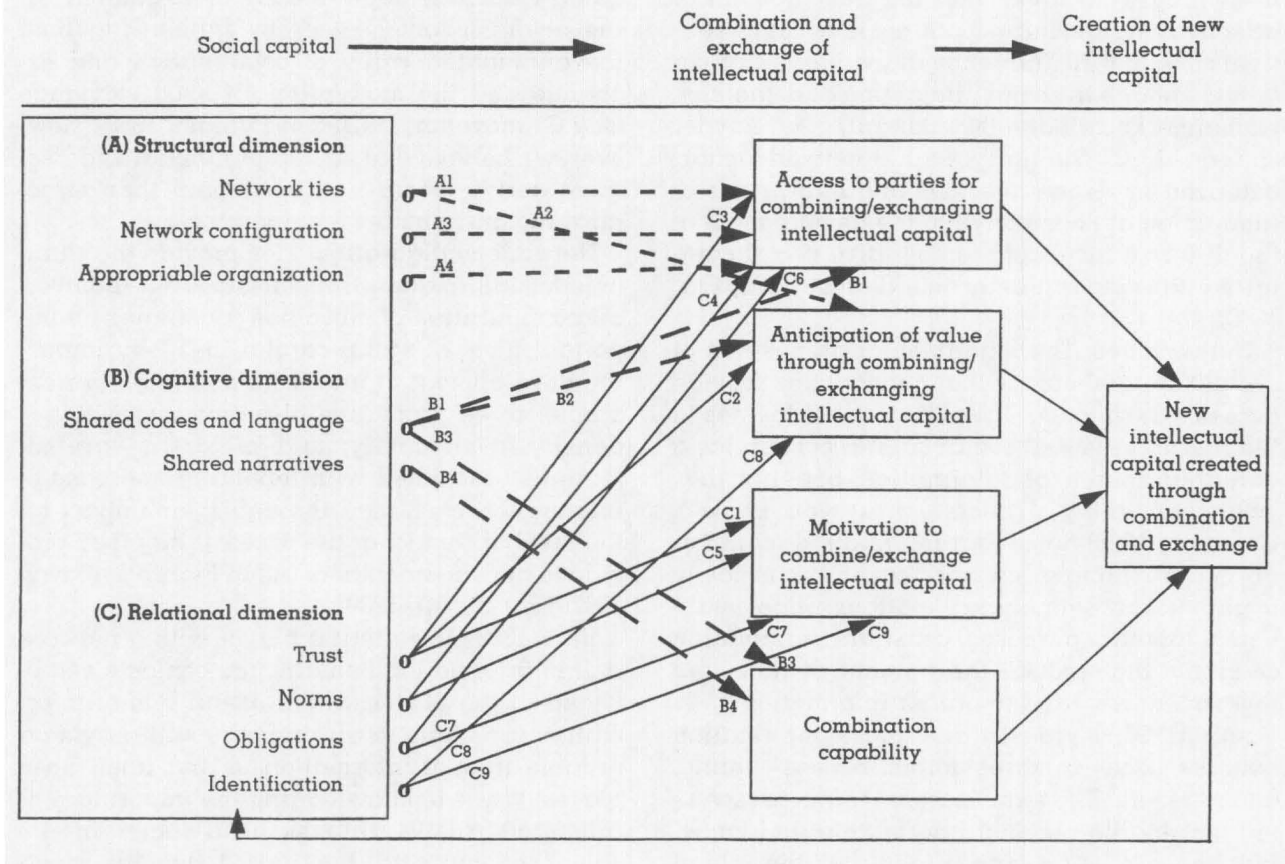 Social capital
Combination and
exchange of
intellectual capital
Creation of new
intellectual
capital
(A) Structural dimension
Network ties
Network configuration
Appropriable organization
(B) Cognitive dimension
Shared codes and language
Shared narratives
(C) Relational dimension
Trust
Norms
Obligations
Identification
A1
A2
A3
A4
B1
B2
B3
B4
C7
C8
C9
C3
C4
C6
B1
C2
C8
C1
C5
C7
C9
B3
B4
Access to parties for
combining/exchanging
intellectual capital
Anticipation of value
through combining/
exchanging
intellectual capital
Motivation to
combine/exchange
intellectual capital
Combination
capability
New
intellectual
capital created
through
combination
and exchange